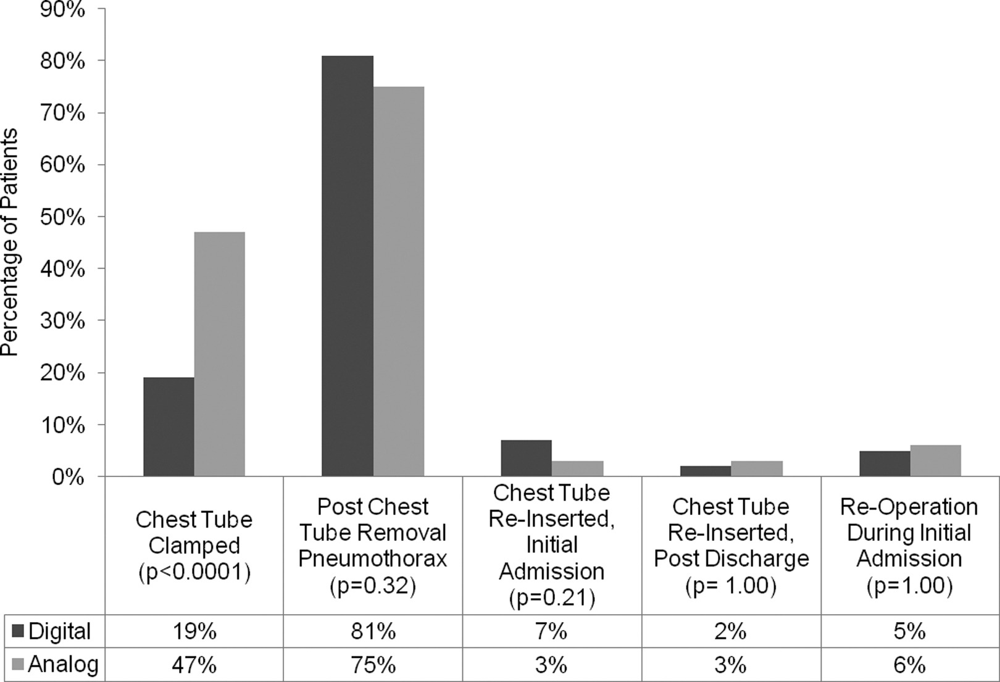 90%
80%
70%
60%
50%
40%
30%
20%
10%
0%
Percentage of Patients
Chest Tube
Clamped
(p<0.0001)
Post Chest
Tube Removal
Pneumothorax
(p=0.32)
Chest Tube
Re-Inserted,
Initial
Admission
(p=0.21)
Chest Tube
Re-Inserted,
Post Discharge
(p= 1.00)
Re-Operation
During Initial
Admission
(p=1.00)
Digital 19% 81% 7% 2% 5%
Analog 47% 75% 3% 3% 6%